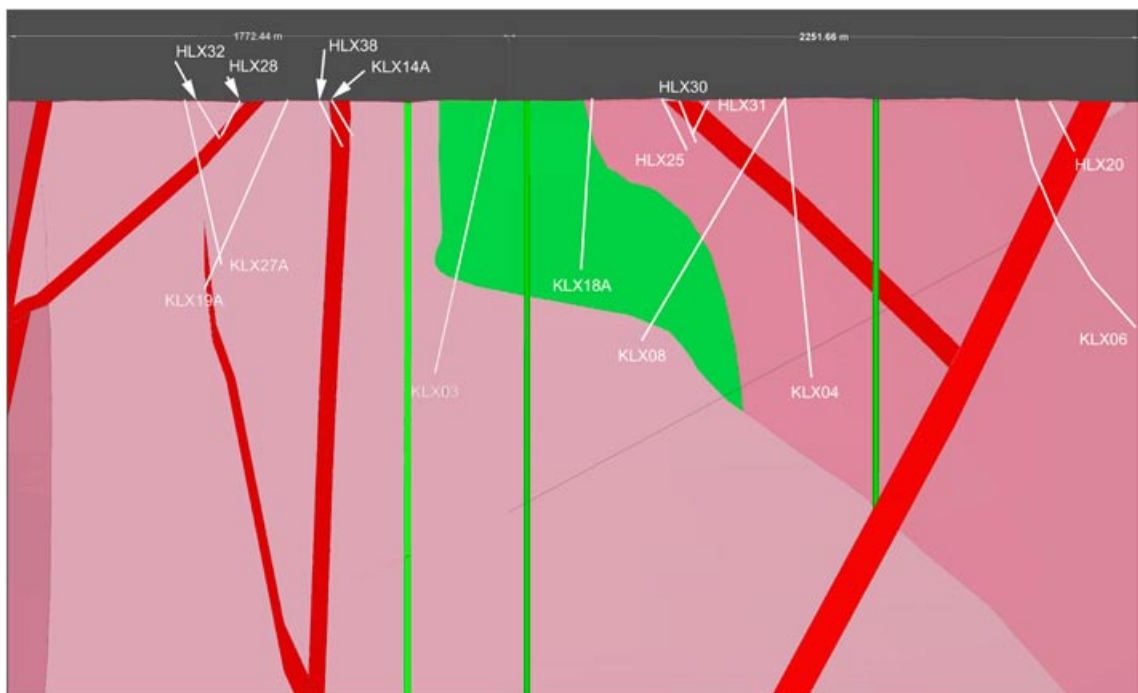 1772.44 m
2251.66 m
HLX32
HLX38
HLX28
KLX14A
HLX30
HLX31
HLX25
HLX20
KLX27A
KLX19A
KLX18A
KLX08
KLX03
KLX04
KLX06